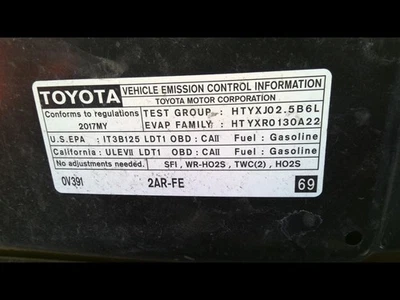 TOYOTA VEHICLE EMISSION CONTROL INFORMATION
TOYOTA MOTOR CORPORATION
Conforms to regulations TEST GROUP : HTYXJ02.5B6L
2017MY EVAP FAMILY : HTYXR0130A22
U.S.EPA : IT3B125 LDT1 OBD : CAII Fuel : Gasoline
California : ULEVII LDT1 OBD : CAII Fuel : Gasoline
No adjustments needed. SFI , WR-HO2S , TWC(2) , HO2S
0V391 2AR-FE 69